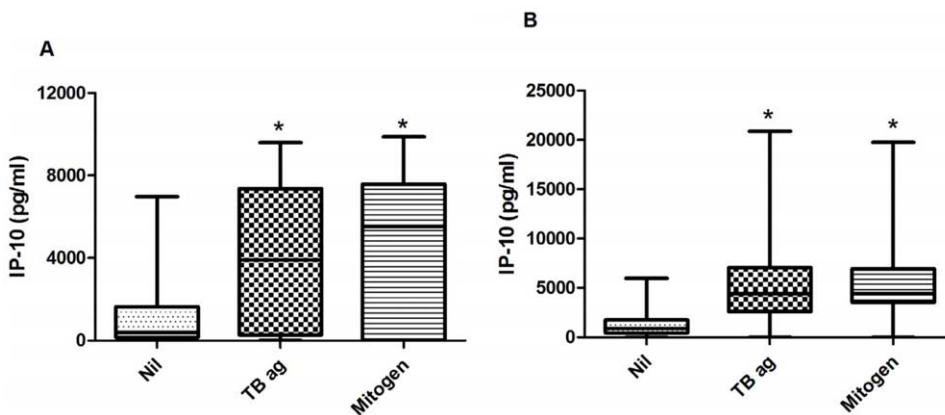 A
IP-10 (pg/ml)
12000
8000
4000
0
*
*
Nil
TB ag
Mitogen
B
IP-10 (pg/ml)
25000
20000
15000
10000
5000
0
*
*
Nil
TB ag
Mitogen